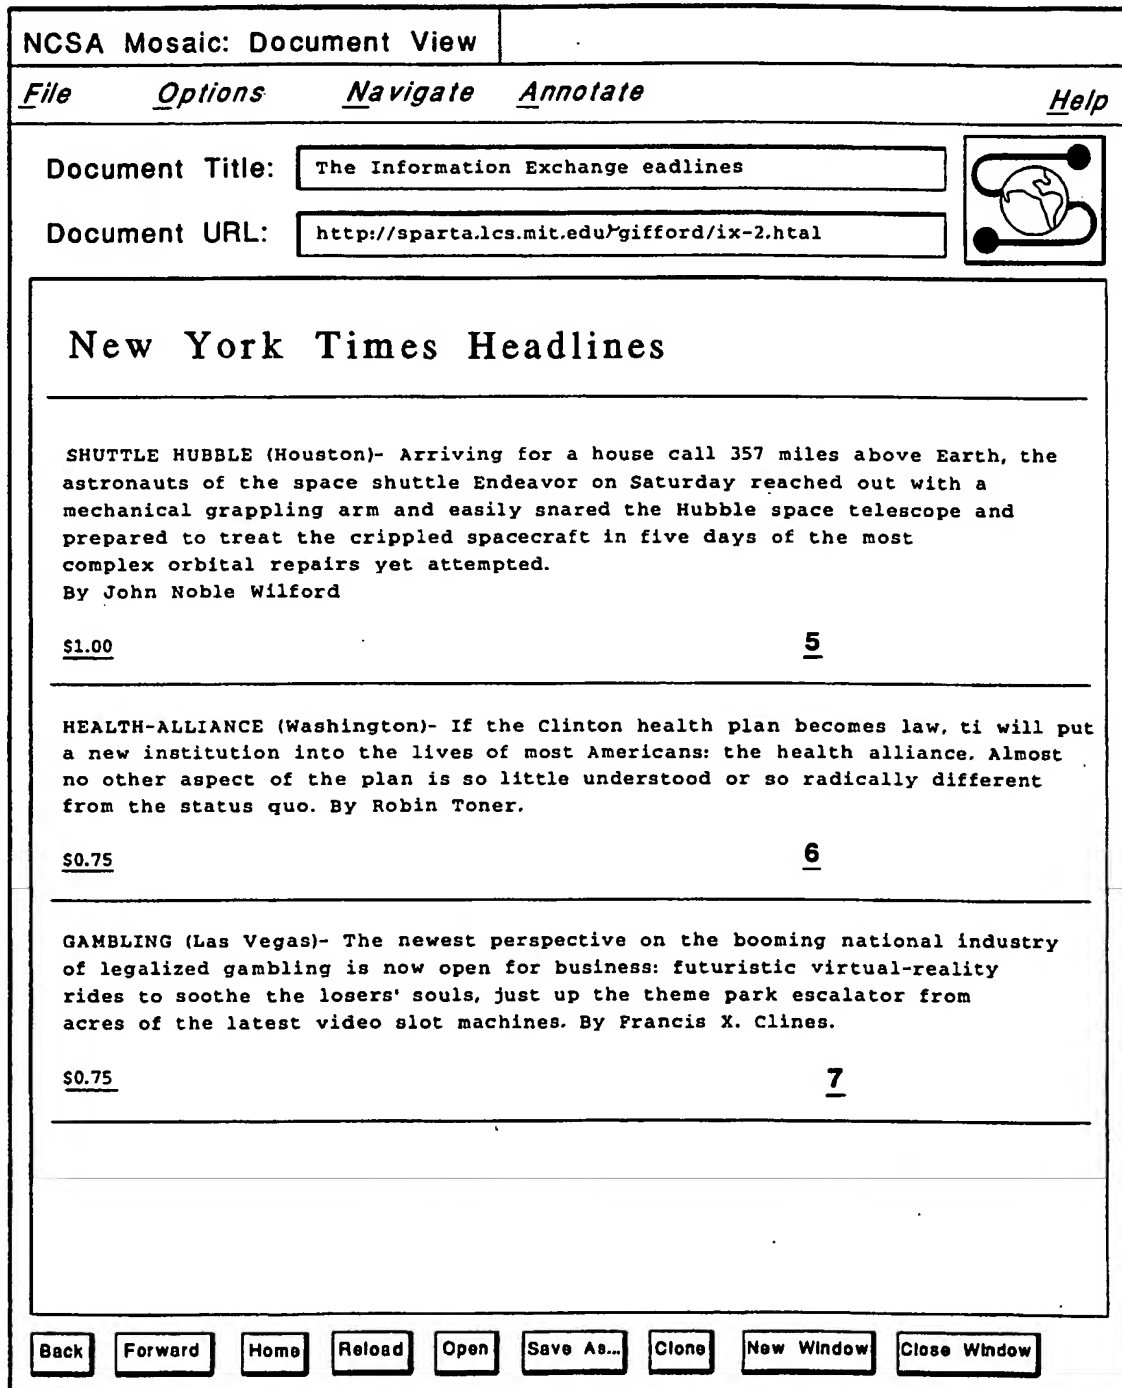 NCSA Mosaic: Document View
File Options Navigate Annotate Help
Document Title: The Information Exchange eadlines
Document URL: http://sparta.lcs.mit.edu/~gifford/ix-2.htal
New York Times Headlines
SHUTTLE HUBBLE (Houston)- Arriving for a house call 357 miles above Earth, the
astronauts of the space shuttle Endeavor on Saturday reached out with a
mechanical grappling arm and easily snared the Hubble space telescope and
prepared to treat the crippled spacecraft in five days of the most
complex orbital repairs yet attempted.
By John Noble Wilford
$1.00 5
HEALTH-ALLIANCE (Washington)- If the Clinton health plan becomes law, ti will put
a new institution into the lives of most Americans: the health alliance. Almost
no other aspect of the plan is so little understood or so radically different
from the status quo. By Robin Toner.
$0.75 6
GAMBLING (Las Vegas)- The newest perspective on the booming national industry
of legalized gambling is now open for business: futuristic virtual-reality
rides to soothe the losers' souls, just up the theme park escalator from
acres of the latest video slot machines. By Francis X. Clines.
$0.75 7
Back Forward Home Reload Open Save As... Clone New Window Close Window